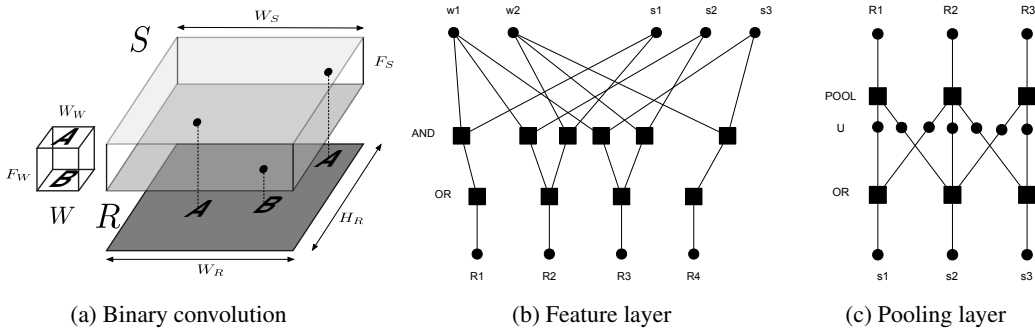 W_S
S
F_S
W_W
A
F_W
B
W
R
A
B
A
H_R
W_R
(a) Binary convolution
w1 w2 s1 s2 s3
AND
OR
R1 R2 R3 R4
(b) Feature layer
R1 R2 R3
POOL
U
OR
s1 s2 s3
(c) Pooling layer